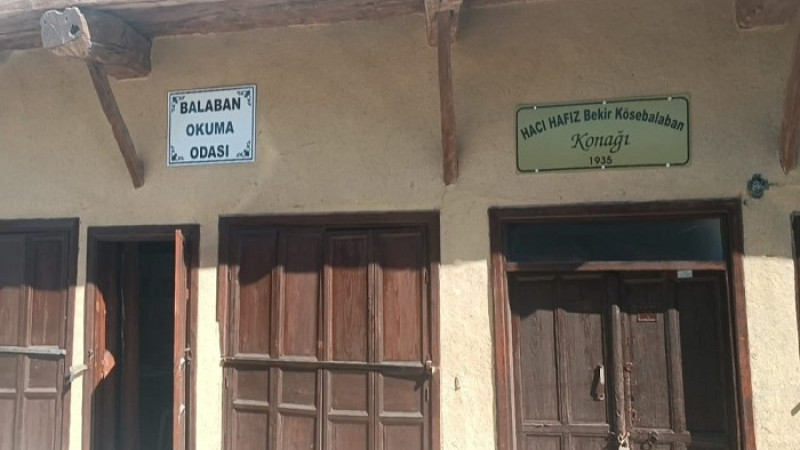 BALABAN
OKUMA
ODASI
HACI HAFIZ Bekir Kösebalaban
Konağı
1935